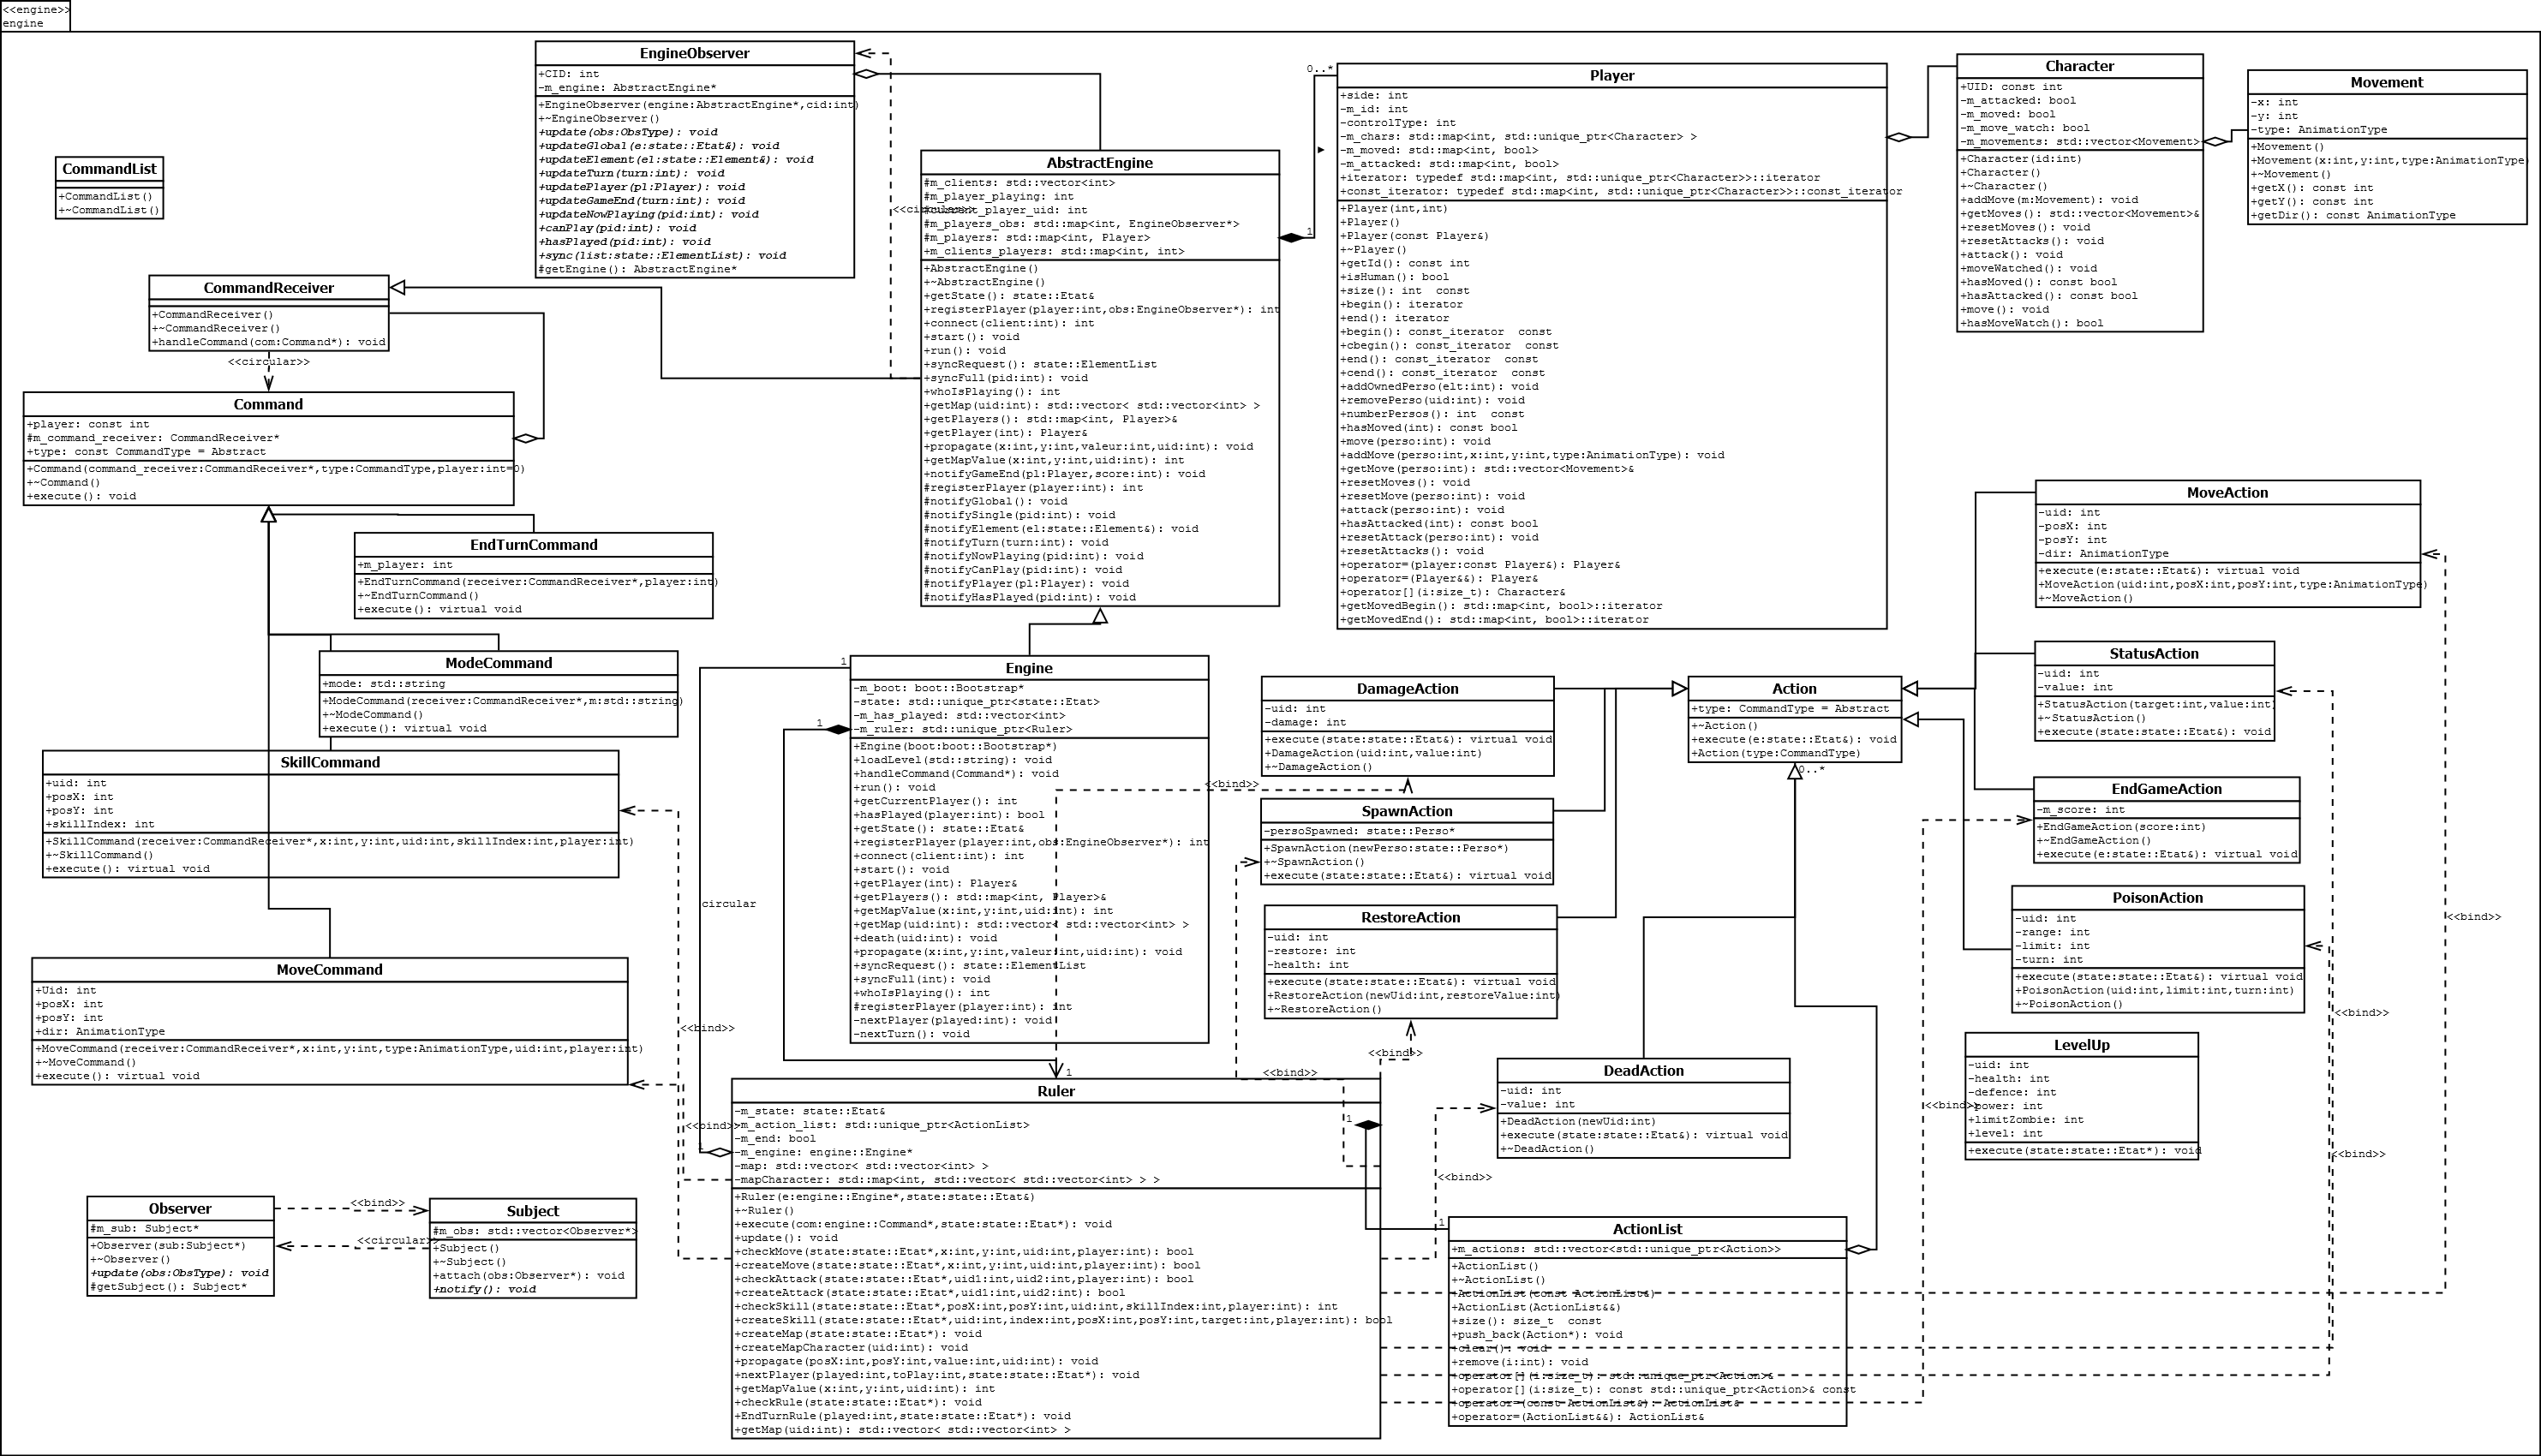 <<engine>>
engine
EngineObserver
+CID: int
-m_engine: AbstractEngine*
+EngineObserver(engine:AbstractEngine*,cid:int)
+~EngineObserver()
+update(obs:ObsType): void
+updateGlobal(e:state::Etat&): void
+updateElement(el:state::Element&): void
+updateTurn(turn:int): void
+updatePlayer(pl:Player): void
+updateGameEnd(turn:int): void
+updateNowPlaying(pid:int): void
+canPlay(pid:int): void
+hasPlayed(pid:int): void
+sync(list:state::ElementList): void
#getEngine(): AbstractEngine*
CommandList
+CommandList()
+~CommandList()
CommandReceiver
+CommandReceiver()
+~CommandReceiver()
+handleCommand(com:Command*): void
<<circular>>
Command
+player: const int
#m_command_receiver: CommandReceiver*
+type: const CommandType = Abstract
+Command(command_receiver:CommandReceiver*,type:CommandType,player:int=0)
+~Command()
+execute(): void
EndTurnCommand
+m_player: int
+EndTurnCommand(receiver:CommandReceiver*,player:int)
+~EndTurnCommand()
+execute(): virtual void
ModeCommand
+mode: std::string
+ModeCommand(receiver:CommandReceiver*,m:std::string)
+~ModeCommand()
+execute(): virtual void
SkillCommand
+uid: int
+posX: int
+posY: int
+skillIndex: int
+SkillCommand(receiver:CommandReceiver*,x:int,y:int,uid:int,skillIndex:int,player:int)
+~SkillCommand()
+execute(): virtual void
MoveCommand
+Uid: int
+posX: int
+posY: int
+dir: AnimationType
+MoveCommand(receiver:CommandReceiver*,x:int,y:int,type:AnimationType,uid:int,player:int)
+~MoveCommand()
+execute(): virtual void
Observer
#m_sub: Subject*
+Observer(sub:Subject*)
+~Observer()
+update(obs:ObsType): void
#getSubject(): Subject*
<<bind>>
<<circular>>
Subject
#m_obs: std::vector<Observer*>
+Subject()
+~Subject()
+attach(obs:Observer*): void
+notify(): void
AbstractEngine
#m_clients: std::vector<int>
#m_player_playing: int
#current_player_uid: int
<<circular>>
#m_players_obs: std::map<int, EngineObserver*>
#m_players: std::map<int, Player>
+m_clients_players: std::map<int, int>
+AbstractEngine()
+~AbstractEngine()
+getState(): state::Etat&
+registerPlayer(player:int,obs:EngineObserver*): int
+connect(client:int): int
+start(): void
+run(): void
+syncRequest(): state::ElementList
+syncFull(pid:int): void
+whoIsPlaying(): int
+getMap(uid:int): std::vector< std::vector<int> >
+getPlayers(): std::map<int, Player>&
+getPlayer(int): Player&
+propagate(x:int,y:int,valeur:int,uid:int): void
+getMapValue(x:int,y:int,uid:int): int
+notifyGameEnd(pl:Player,score:int): void
#registerPlayer(player:int): int
#notifyGlobal(): void
#notifySingle(pid:int): void
#notifyElement(el:state::Element&): void
#notifyTurn(turn:int): void
#notifyNowPlaying(pid:int): void
#notifyCanPlay(pid:int): void
#notifyPlayer(pl:Player): void
#notifyHasPlayed(pid:int): void
0..*
1
Player
+side: int
-m_id: int
-controlType: int
-m_chars: std::map<int, std::unique_ptr<Character> >
-m_moved: std::map<int, bool>
-m_attacked: std::map<int, bool>
+iterator: typedef std::map<int, std::unique_ptr<Character>>::iterator
+const_iterator: typedef std::map<int, std::unique_ptr<Character>>::const_iterator
+Player(int,int)
+Player()
+Player(const Player&)
+~Player()
+getId(): const int
+isHuman(): bool
+size(): int  const
+begin(): iterator
+end(): iterator
+begin(): const_iterator  const
+cbegin(): const_iterator  const
+end(): const_iterator  const
+cend(): const_iterator  const
+addOwnedPerso(elt:int): void
+removePerso(uid:int): void
+numberPersos(): int  const
+hasMoved(int): const bool
+move(perso:int): void
+addMove(perso:int,x:int,y:int,type:AnimationType): void
+getMove(perso:int): std::vector<Movement>&
+resetMoves(): void
+resetMove(perso:int): void
+attack(perso:int): void
+hasAttacked(int): const bool
+resetAttack(perso:int): void
+resetAttacks(): void
+operator=(player:const Player&): Player&
+operator=(Player&&): Player&
+operator[](i:size_t): Character&
+getMovedBegin(): std::map<int, bool>::iterator
+getMovedEnd(): std::map<int, bool>::iterator
Character
+UID: const int
-m_attacked: bool
-m_moved: bool
-m_move_watch: bool
-m_movements: std::vector<Movement>
+Character(id:int)
+Character()
+~Character()
+addMove(m:Movement): void
+getMoves(): std::vector<Movement>&
+resetMoves(): void
+resetAttacks(): void
+attack(): void
+moveWatched(): void
+hasMoved(): const bool
+hasAttacked(): const bool
+move(): void
+hasMoveWatch(): bool
Movement
-x: int
-y: int
-type: AnimationType
+Movement()
+Movement(x:int,y:int,type:AnimationType)
+~Movement()
+getX(): const int
+getY(): const int
+getDir(): const AnimationType
Engine
1
1
-m_boot: boot::Bootstrap*
-state: std::unique_ptr<state::Etat>
-m_has_played: std::vector<int>
-m_ruler: std::unique_ptr<Ruler>
+Engine(boot:boot::Bootstrap*)
+loadLevel(std::string): void
+handleCommand(Command*): void
+run(): void
+getCurrentPlayer(): int
+hasPlayed(player:int): bool
+getState(): state::Etat&
+registerPlayer(player:int,obs:EngineObserver*): int
+connect(client:int): int
+start(): void
+getPlayer(int): Player&
+getPlayers(): std::map<int, Player>&
+getMapValue(x:int,y:int,uid:int): int
+getMap(uid:int): std::vector< std::vector<int> >
+death(uid:int): void
+propagate(x:int,y:int,valeur:int,uid:int): void
+syncRequest(): state::ElementList
+syncFull(int): void
+whoIsPlaying(): int
#registerPlayer(player:int): int
-nextPlayer(played:int): void
-nextTurn(): void
circular
<<bind>>
<<bind>>
1
1
Ruler
-m_state: state::Etat&
-m_action_list: std::unique_ptr<ActionList>
-m_end: bool
-m_engine: engine::Engine*
-map: std::vector< std::vector<int> >
-mapCharacter: std::map<int, std::vector< std::vector<int> > >
+Ruler(e:engine::Engine*,state:state::Etat&)
+~Ruler()
+execute(com:engine::Command*,state:state::Etat*): void
+update(): void
+checkMove(state:state::Etat*,x:int,y:int,uid:int,player:int): bool
+createMove(state:state::Etat*,x:int,y:int,uid:int,player:int): bool
+checkAttack(state:state::Etat*,uid1:int,uid2:int,player:int): bool
+createAttack(state:state::Etat*,uid1:int,uid2:int): bool
+checkSkill(state:state::Etat*,posX:int,posY:int,uid:int,skillIndex:int,player:int): int
+createSkill(state:state::Etat*,uid:int,index:int,posX:int,posY:int,target:int,player:int): bool
+createMap(state:state::Etat*): void
+createMapCharacter(uid:int): void
+propagate(posX:int,posY:int,value:int,uid:int): void
+nextPlayer(played:int,toPlay:int,state:state::Etat*): void
+getMapValue(x:int,y:int,uid:int): int
+checkRule(state:state::Etat*): void
+EndTurnRule(played:int,state:state::Etat*): void
+getMap(uid:int): std::vector< std::vector<int> >
DamageAction
-uid: int
-damage: int
+execute(state:state::Etat&): virtual void
+DamageAction(uid:int,value:int)
+~DamageAction()
<<bind>>
SpawnAction
-persoSpawned: state::Perso*
+SpawnAction(newPerso:state::Perso*)
+~SpawnAction()
+execute(state:state::Etat&): virtual void
RestoreAction
-uid: int
-restore: int
-health: int
+execute(state:state::Etat&): virtual void
+RestoreAction(newUid:int,restoreValue:int)
+~RestoreAction()
<<bind>>
<<bind>>
Action
+type: CommandType = Abstract
+~Action()
+execute(e:state::Etat&): void
+Action(type:CommandType)
0..*
DeadAction
-uid: int
-value: int
+DeadAction(newUid:int)
+execute(state:state::Etat&): virtual void
+~DeadAction()
<<bind>>
1
1
ActionList
+m_actions: std::vector<std::unique_ptr<Action>>
+ActionList()
+~ActionList()
+ActionList(const ActionList&)
+ActionList(ActionList&&)
+size(): size_t  const
+push_back(Action*): void
+clear(): void
+remove(i:int): void
+operator[](i:size_t): std::unique_ptr<Action>&
+operator[](i:size_t): const std::unique_ptr<Action>& const
+operator=(const ActionList&): ActionList&
+operator=(ActionList&&): ActionList&
MoveAction
-uid: int
-posX: int
-posY: int
-dir: AnimationType
+execute(e:state::Etat&): virtual void
+MoveAction(uid:int,posX:int,posY:int,type:AnimationType)
+~MoveAction()
StatusAction
-uid: int
-value: int
+StatusAction(target:int,value:int)
+~StatusAction()
+execute(state:state::Etat&): void
EndGameAction
-m_score: int
+EndGameAction(score:int)
+~EndGameAction()
+execute(e:state::Etat&): virtual void
PoisonAction
-uid: int
-range: int
-limit: int
-turn: int
+execute(state:state::Etat&): virtual void
+PoisonAction(uid:int,limit:int,turn:int)
+~PoisonAction()
<<bind>>
<<bind>>
LevelUp
-uid: int
-health: int
-defence: int
<<bind>>
-power: int
+limitZombie: int
+level: int
+execute(state:state::Etat*): void
<<bind>>